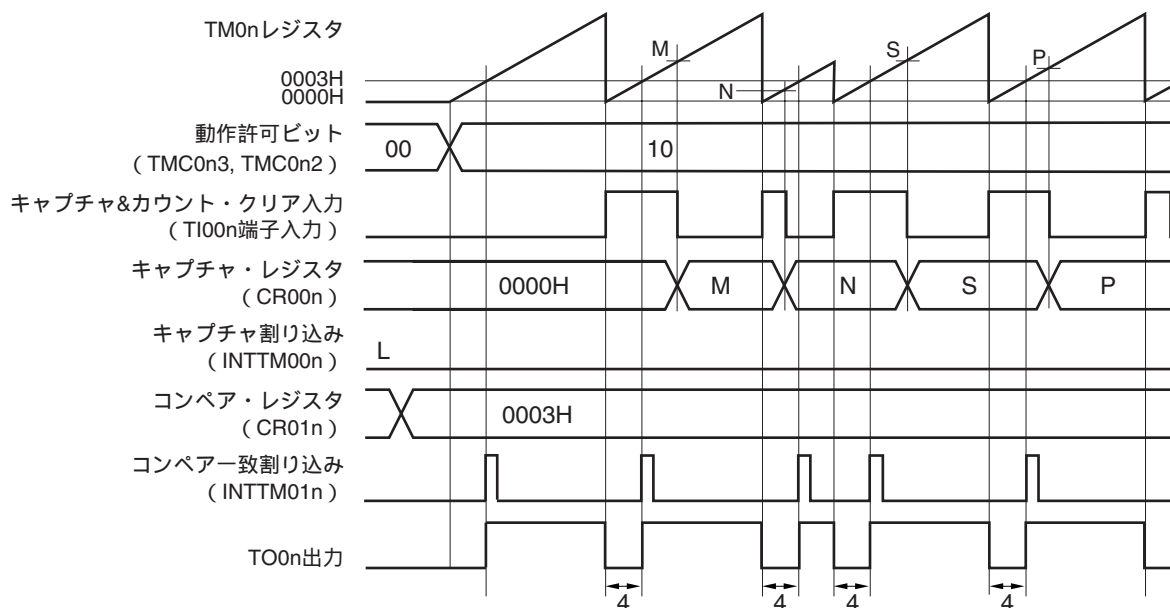 TM0nレジスタ
M
S
P
0003H
N
0000H
動作許可ビット
（TMC0n3, TMC0n2）
00
10
キャプチャ&カウント・クリア入力
（TI00n端子入力）
キャプチャ・レジスタ
（CR00n）
0000H
M
N
S
P
キャプチャ割り込み
（INTTM00n）
L
コンペア・レジスタ
（CR01n）
0003H
コンペア一致割り込み
（INTTM01n）
TO0n出力
4
4
4
4